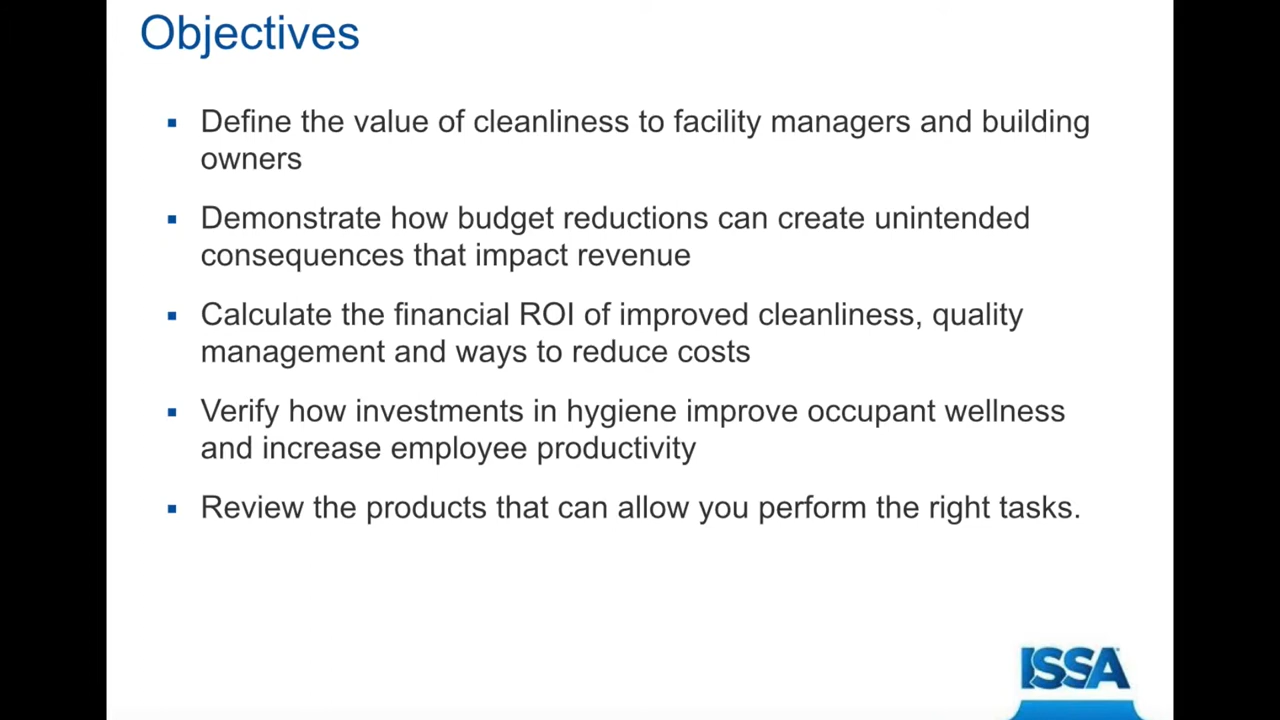 Objectives
▪ Define the value of cleanliness to facility managers and building
owners
▪ Demonstrate how budget reductions can create unintended
consequences that impact revenue
▪ Calculate the financial ROI of improved cleanliness, quality
management and ways to reduce costs
▪ Verify how investments in hygiene improve occupant wellness
and increase employee productivity
▪ Review the products that can allow you perform the right tasks.
ISSA